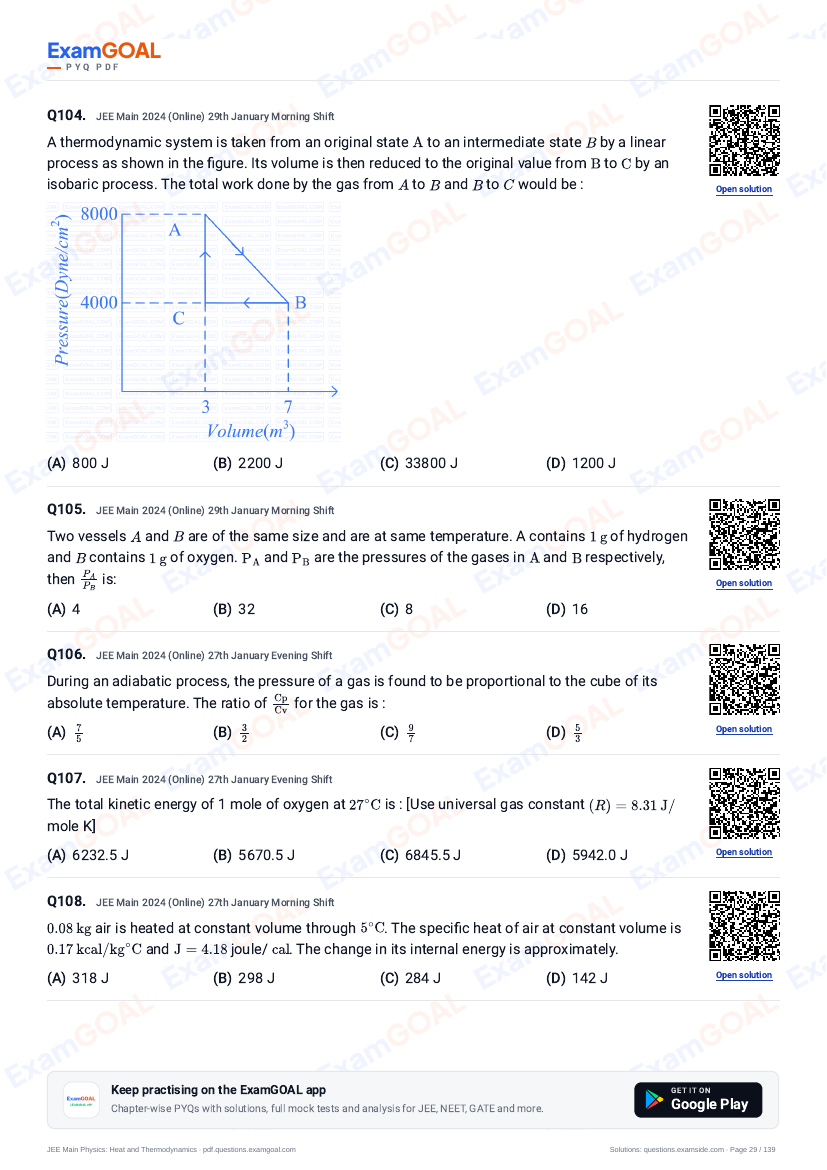 ExamGOAL
PYQ PDF
Q104. JEE Main 2024 (Online) 29th January Morning Shift
A thermodynamic system is taken from an original state A to an intermediate state B by a linear
process as shown in the figure. Its volume is then reduced to the original value from B to C by an
isobaric process. The total work done by the gas from A to B and B to C would be :
Open solution
8000
A
Pressure(Dyne/cm²)
4000
B
C
3 7
Volume(m³)
(A) 800 J (B) 2200 J (C) 33800 J (D) 1200 J
Q105. JEE Main 2024 (Online) 29th January Morning Shift
Two vessels A and B are of the same size and are at same temperature. A contains 1 g of hydrogen
and B contains 1 g of oxygen. P_A and P_B are the pressures of the gases in A and B respectively,
then P_A/P_B is:
Open solution
(A) 4 (B) 32 (C) 8 (D) 16
Q106. JEE Main 2024 (Online) 27th January Evening Shift
During an adiabatic process, the pressure of a gas is found to be proportional to the cube of its
absolute temperature. The ratio of Cp/Cv for the gas is :
Open solution
(A) 7/5 (B) 3/2 (C) 9/7 (D) 5/3
Q107. JEE Main 2024 (Online) 27th January Evening Shift
The total kinetic energy of 1 mole of oxygen at 27°C is : [Use universal gas constant (R) = 8.31 J/
mole K]
Open solution
(A) 6232.5 J (B) 5670.5 J (C) 6845.5 J (D) 5942.0 J
Q108. JEE Main 2024 (Online) 27th January Morning Shift
0.08 kg air is heated at constant volume through 5°C. The specific heat of air at constant volume is
0.17 kcal/kg°C and J = 4.18 joule/ cal. The change in its internal energy is approximately.
Open solution
(A) 318 J (B) 298 J (C) 284 J (D) 142 J
Keep practising on the ExamGOAL app
Chapter-wise PYQs with solutions, full mock tests and analysis for JEE, NEET, GATE and more.
GET IT ON
Google Play
JEE Main Physics: Heat and Thermodynamics · pdf.questions.examgoal.com
Solutions: questions.examside.com · Page 29 / 139